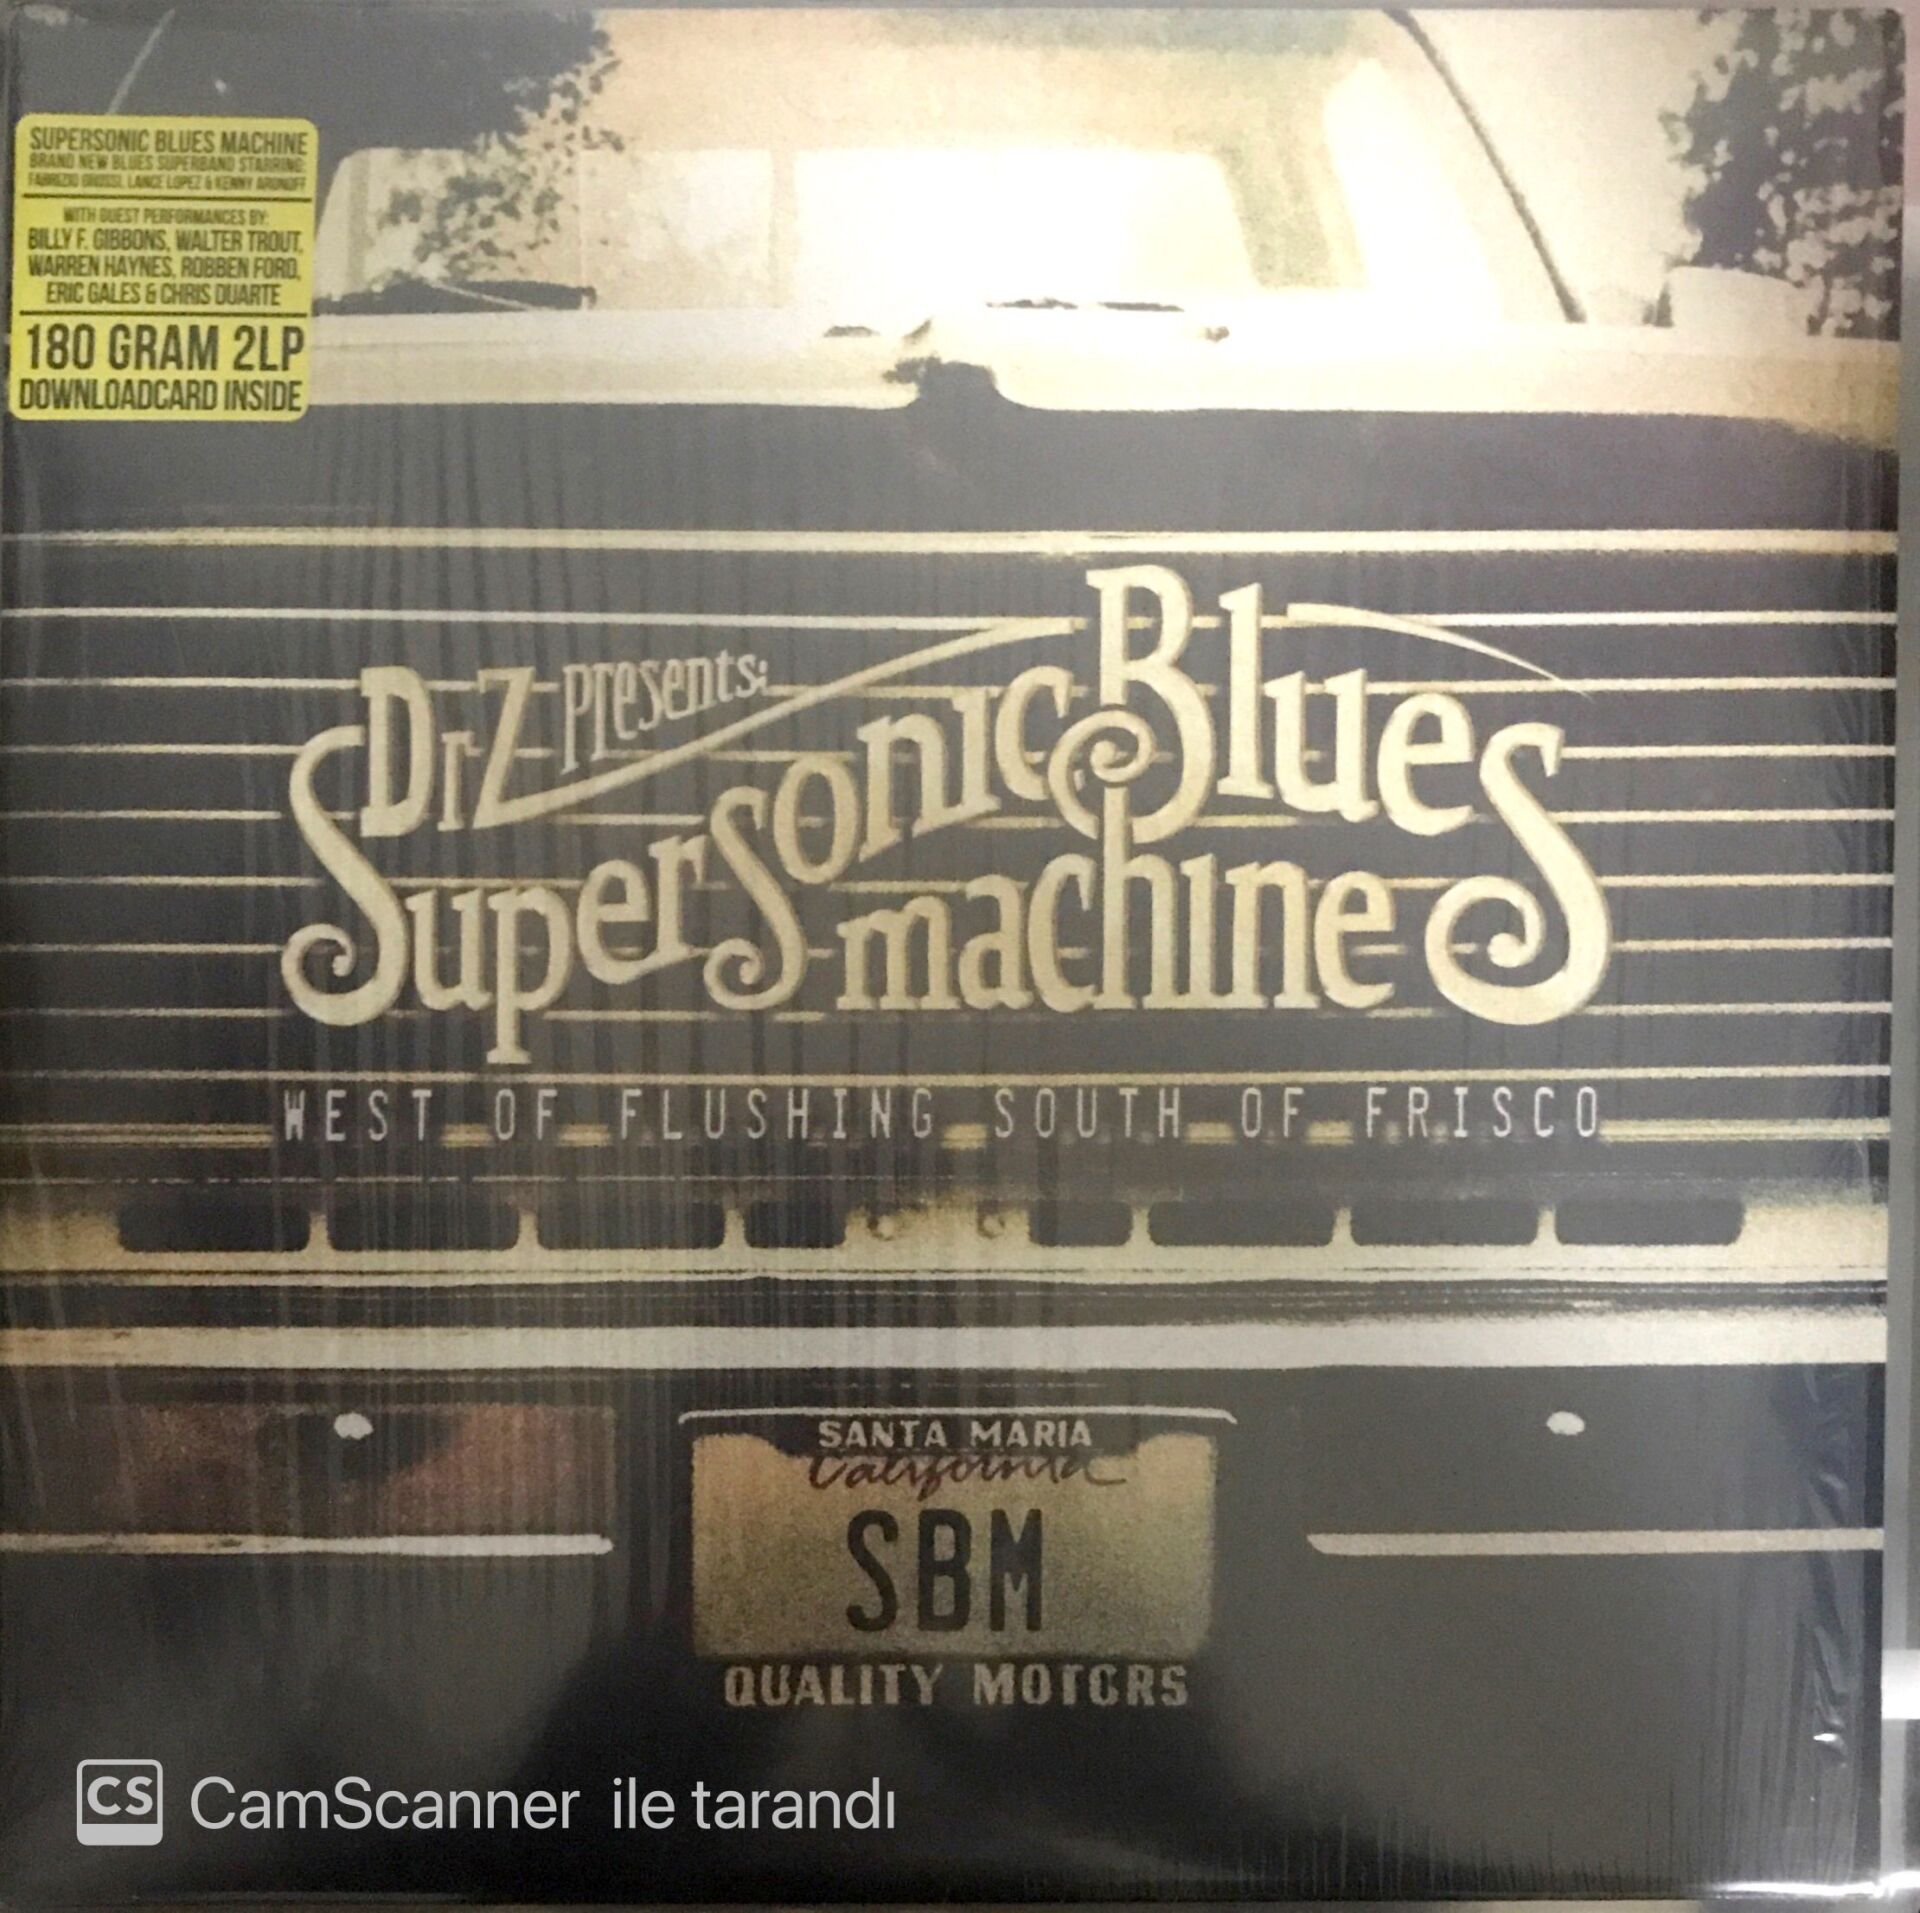 SUPERSONIC BLUES MACHINE
BRAND NEW BLUES SUPERBAND STARRING:
FABRIZIO GROSSI, LANCE LOPEZ & KENNY ARONOFF
WITH GUEST PERFORMANCES BY:
BILLY F. GIBBONS, WALTER TROUT,
WARREN HAYNES, ROBBEN FORD,
ERIC GALES & CHRIS DUARTE
180 GRAM 2LP
DOWNLOADCARD INSIDE
DrZ presents:
Supersonic Blues
machine
WEST OF FLUSHING SOUTH OF FRISCO
SANTA MARIA
California
SBM
QUALITY MOTORS
CS CamScanner ile tarandı